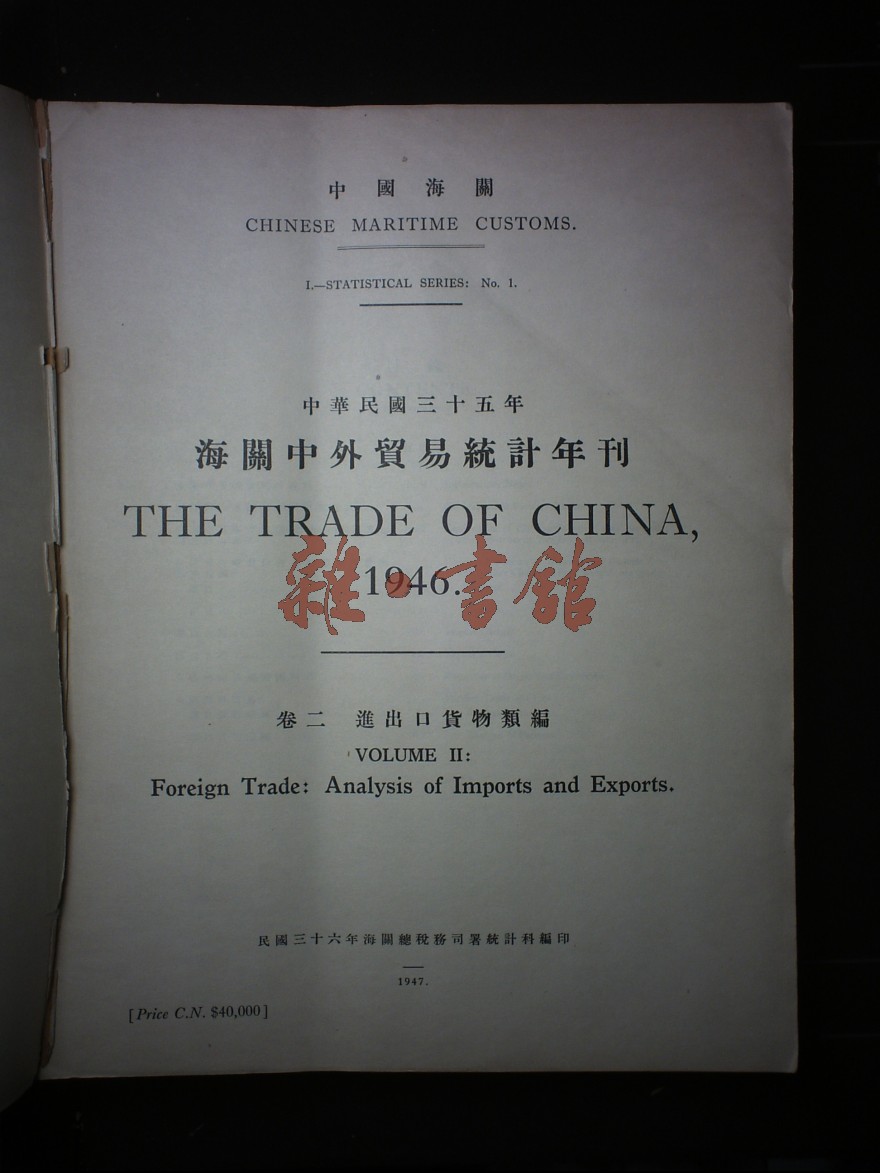 中國海關
CHINESE MARITIME CUSTOMS.
I.—STATISTICAL SERIES: No. 1.
中華民國三十五年
海關中外貿易統計年刊
THE TRADE OF CHINA,
1946.
雜·書館
卷二 進出口貨物類編
VOLUME II:
Foreign Trade: Analysis of Imports and Exports.
民國三十六年海關總稅務司署統計科編印
1947.
[Price C.N. $40,000]